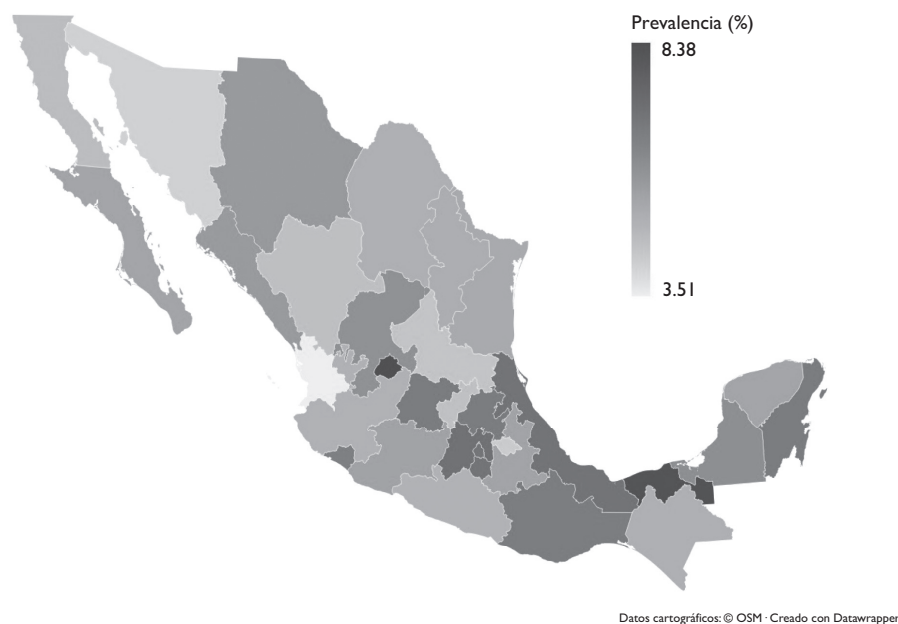 Prevalencia (%)
8.38
3.51
Datos cartográficos: © OSM · Creado con Datawrapper